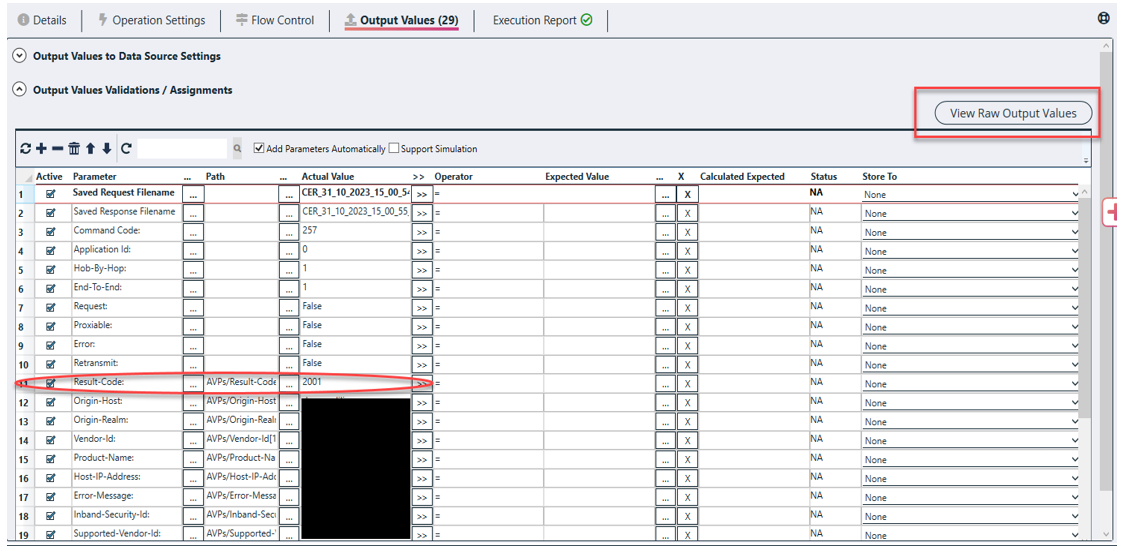 Details Operation Settings Flow Control Output Values (29) Execution Report
Output Values to Data Source Settings
Output Values Validations / Assignments
View Raw Output Values
Add Parameters Automatically Support Simulation
Active Parameter ... Path ... Actual Value >> Operator Expected Value ... X Calculated Expected Status Store To
1 Saved Request Filename ... ... CER_31_10_2023_15_00_54 >> = ... X NA None
2 Saved Response Filename ... ... CER_31_10_2023_15_00_55_ >> = ... X NA None
3 Command Code: ... ... 257 >> = ... X NA None
4 Application Id: ... ... 0 >> = ... X NA None
5 Hob-By-Hop: ... ... 1 >> = ... X NA None
6 End-To-End: ... ... 1 >> = ... X NA None
7 Request: ... ... False >> = ... X NA None
8 Proxiable: ... ... False >> = ... X NA None
9 Error: ... ... False >> = ... X NA None
10 Retransmit: ... ... False >> = ... X NA None
11 Result-Code: ... AVPs/Result-Code ... 2001 >> = ... X NA None
12 Origin-Host: ... AVPs/Origin-Host ... >> = ... X NA None
13 Origin-Realm: ... AVPs/Origin-Real ... >> = ... X NA None
14 Vendor-Id: ... AVPs/Vendor-Id[1 ... >> = ... X NA None
15 Product-Name: ... AVPs/Product-Na ... >> = ... X NA None
16 Host-IP-Address: ... AVPs/Host-IP-Add ... >> = ... X NA None
17 Error-Message: ... AVPs/Error-Messa ... >> = ... X NA None
18 Inband-Security-Id: ... AVPs/Inband-Secu ... >> = ... X NA None
19 Supported-Vendor-Id: ... AVPs/Supported- ... >> = ... X NA None